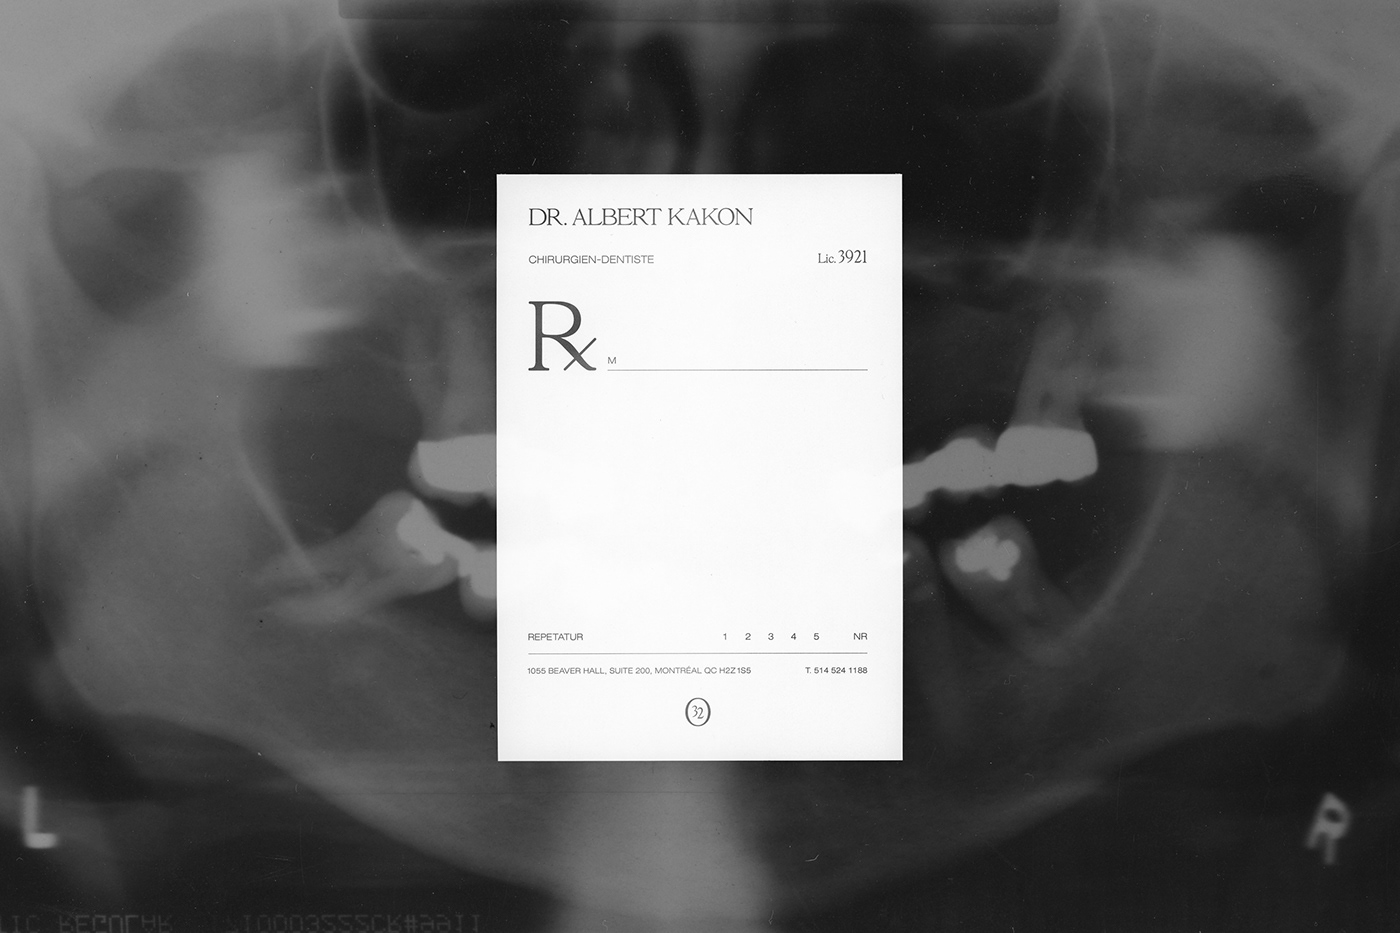 DR. ALBERT KAKON
CHIRURGIEN-DENTISTE Lic. 3921
Rx M
REPETATUR 1 2 3 4 5 NR
1055 BEAVER HALL, SUITE 200, MONTRÉAL QC H2Z 1S5 T. 514 524 1188
32
L R